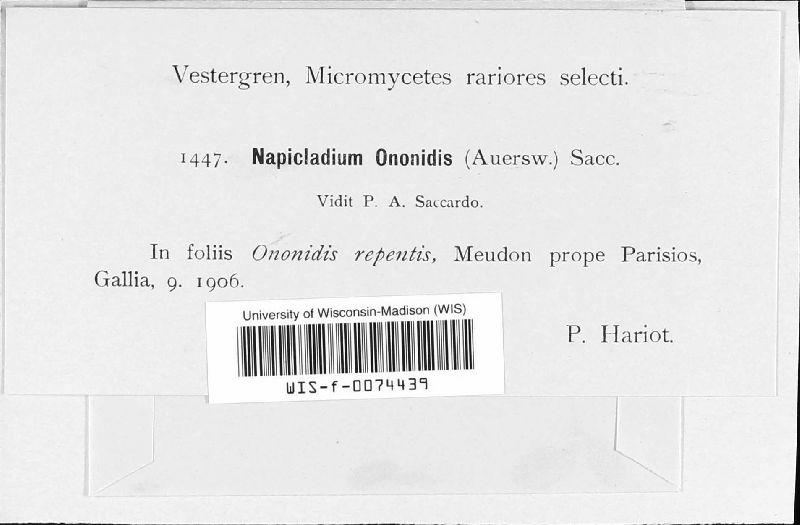 Vestergren, Micromycetes rariores selecti.
1447. Napicladium Ononidis (Auersw.) Sacc.
Vidit P. A. Saccardo.
In foliis Ononidis repentis, Meudon prope Parisios,
Gallia, 9. 1906.
P. Hariot.
University of Wisconsin-Madison (WIS)
WIS-f-0074439